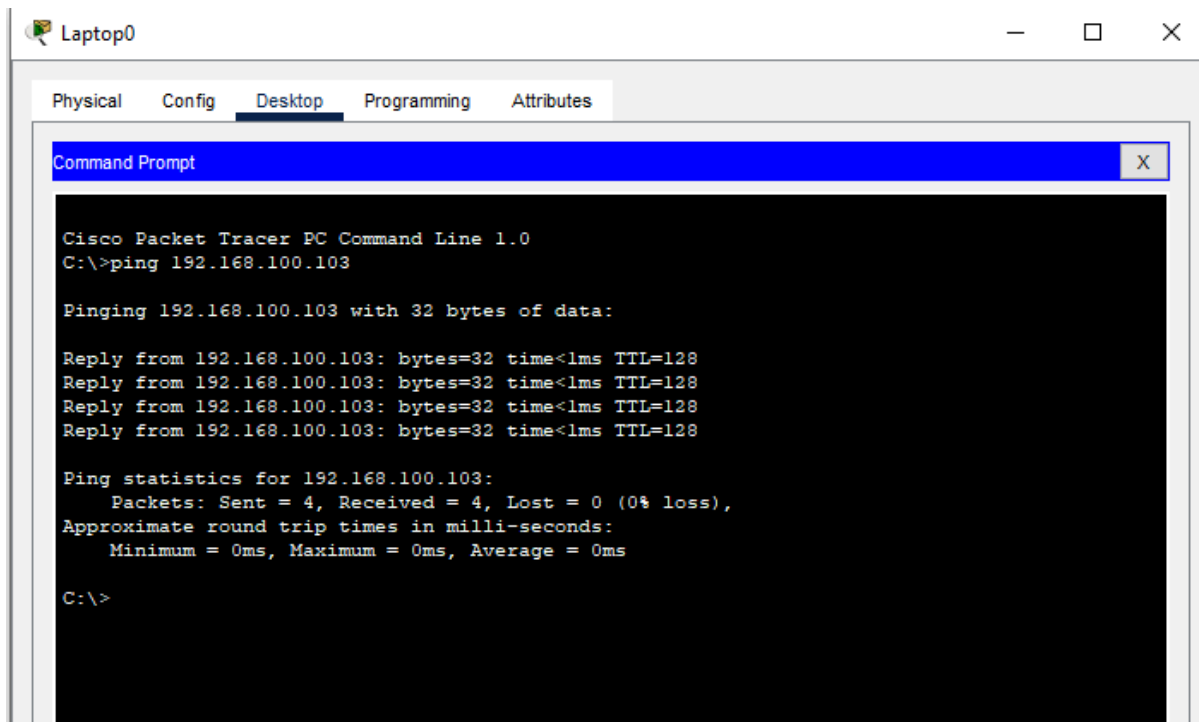 Laptop0
Physical Config Desktop Programming Attributes
Command Prompt X
Cisco Packet Tracer PC Command Line 1.0
C:\>ping 192.168.100.103
Pinging 192.168.100.103 with 32 bytes of data:
Reply from 192.168.100.103: bytes=32 time<1ms TTL=128
Reply from 192.168.100.103: bytes=32 time<1ms TTL=128
Reply from 192.168.100.103: bytes=32 time<1ms TTL=128
Reply from 192.168.100.103: bytes=32 time<1ms TTL=128
Ping statistics for 192.168.100.103:
Packets: Sent = 4, Received = 4, Lost = 0 (0% loss),
Approximate round trip times in milli-seconds:
Minimum = 0ms, Maximum = 0ms, Average = 0ms
C:\>